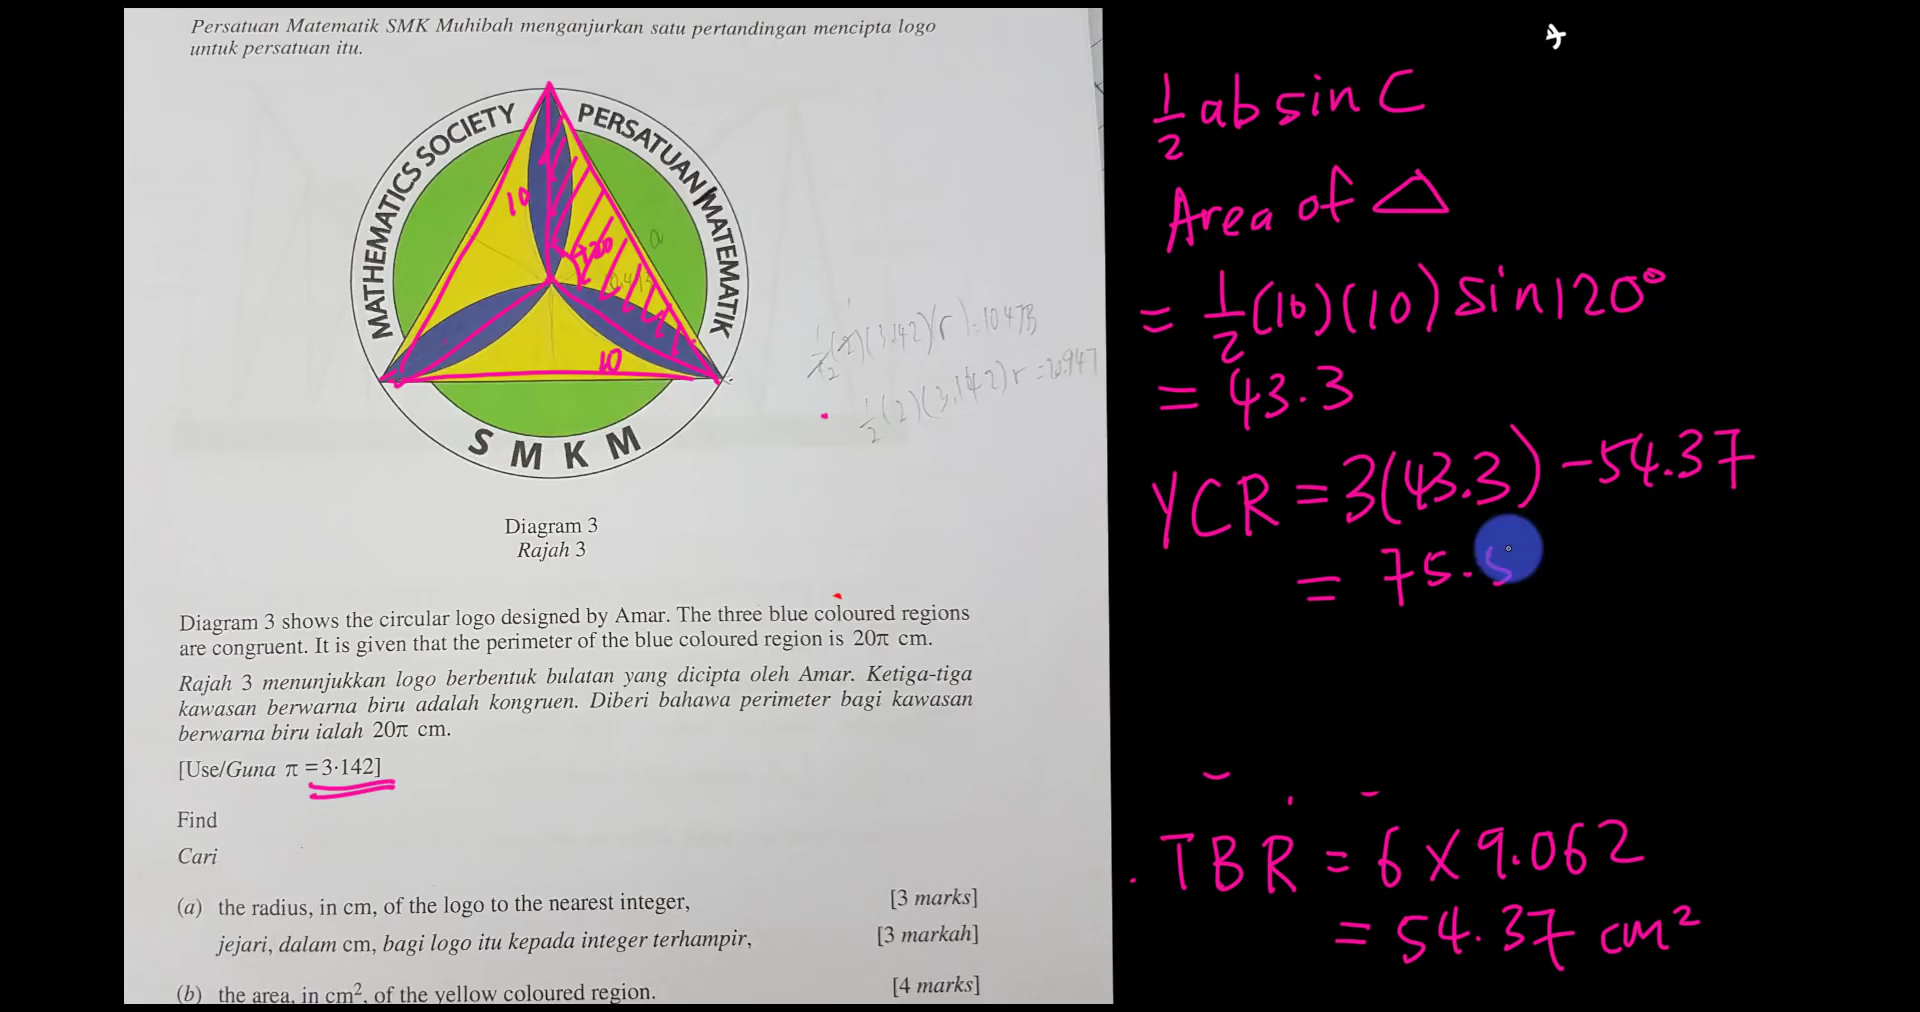 Persatuan Matematik SMK Muhibah menganjurkan satu pertandingan mencipta logo
untuk persatuan itu.
MATHEMATICS SOCIETY
PERSATUAN MATEMATIK
SMKM
10
120
10
a
Diagram 3
Rajah 3
Diagram 3 shows the circular logo designed by Amar. The three blue coloured regions
are congruent. It is given that the perimeter of the blue coloured region is 20π cm.
Rajah 3 menunjukkan logo berbentuk bulatan yang dicipta oleh Amar. Ketiga-tiga
kawasan berwarna biru adalah kongruen. Diberi bahawa perimeter bagi kawasan
berwarna biru ialah 20π cm.
[Use/Guna π = 3·142]
Find
Cari
(a) the radius, in cm, of the logo to the nearest integer, [3 marks]
jejari, dalam cm, bagi logo itu kepada integer terhampir, [3 markah]
(b) the area, in cm², of the yellow coloured region. [4 marks]
½ ab sin C
Area of △
= ½ (10)(10) sin 120°
= 43.3
YCR = 3(43.3) - 54.37
= 75.5
TBR = 6 × 9.062
= 54.37 cm²